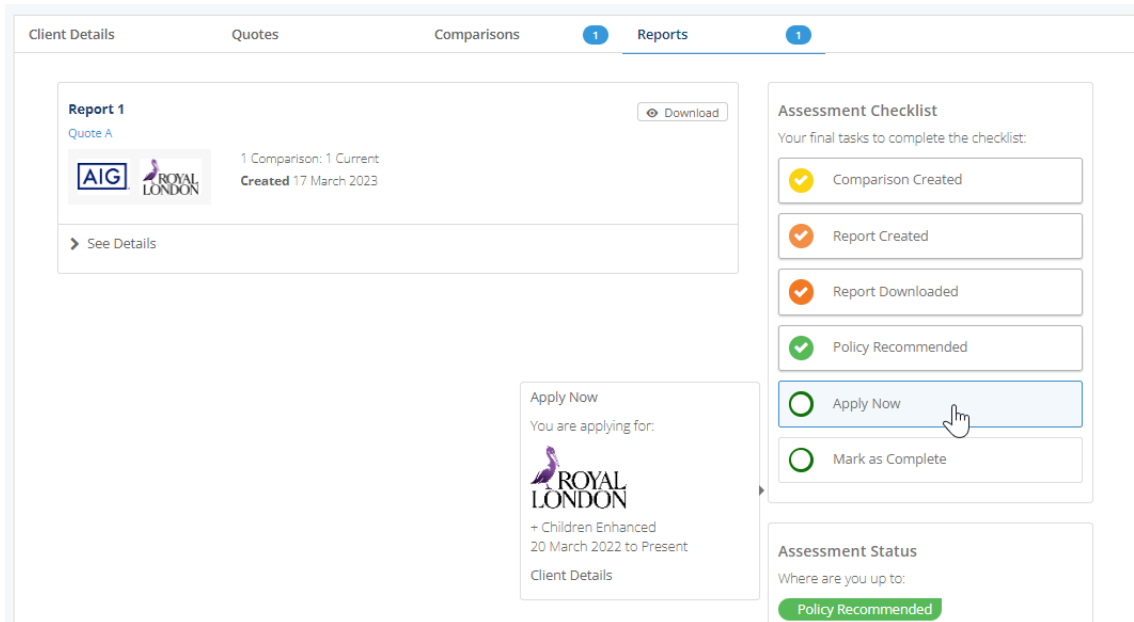 Client Details
Quotes
Comparisons
1
Reports
1
Report 1
Quote A
Download
AIG
ROYAL
LONDON
1 Comparison: 1 Current
Created 17 March 2023
See Details
Assessment Checklist
Your final tasks to complete the checklist:
Comparison Created
Report Created
Report Downloaded
Policy Recommended
Apply Now
Mark as Complete
Apply Now
You are applying for:
ROYAL
LONDON
+ Children Enhanced
20 March 2022 to Present
Client Details
Assessment Status
Where are you up to:
Policy Recommended